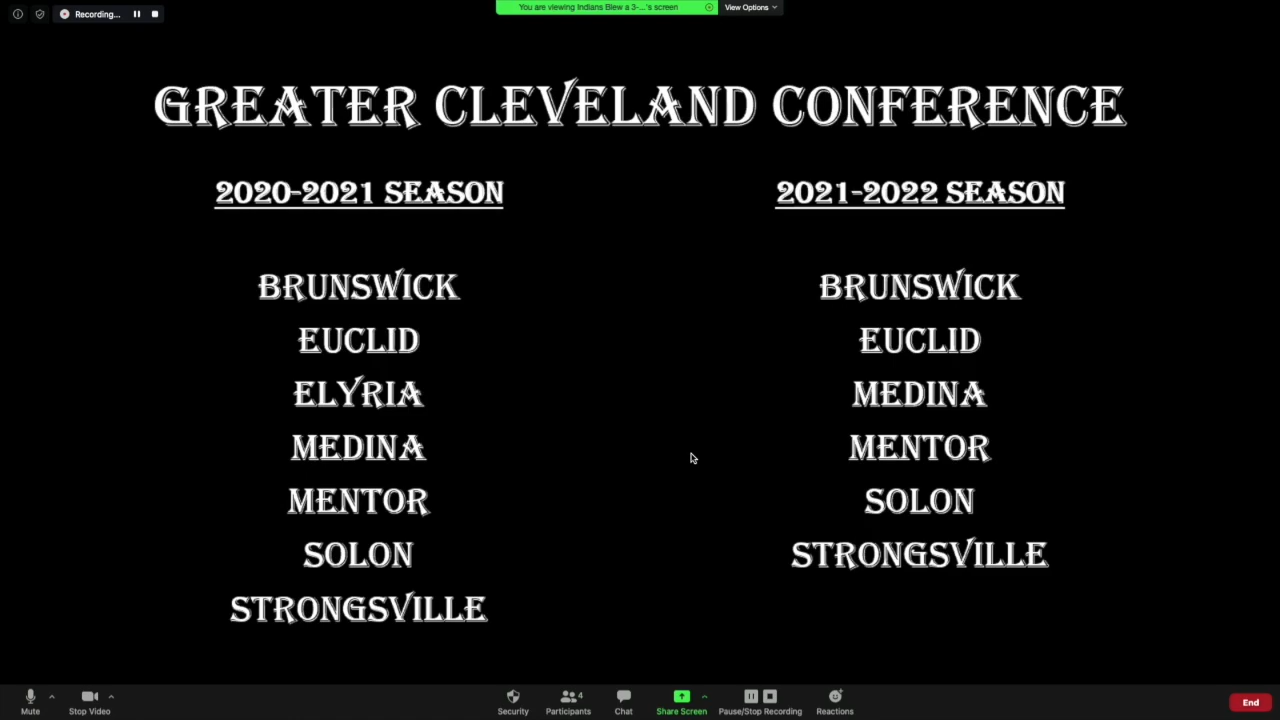 Recording...
You are viewing Indians Blew a 3-...'s screen
View Options
GREATER CLEVELAND CONFERENCE
2020-2021 SEASON
2021-2022 SEASON
BRUNSWICK
BRUNSWICK
EUCLID
EUCLID
ELYRIA
MEDINA
MEDINA
MENTOR
MENTOR
SOLON
SOLON
STRONGSVILLE
STRONGSVILLE
Mute
Stop Video
Security
4
Participants
Chat
Share Screen
Pause/Stop Recording
Reactions
End